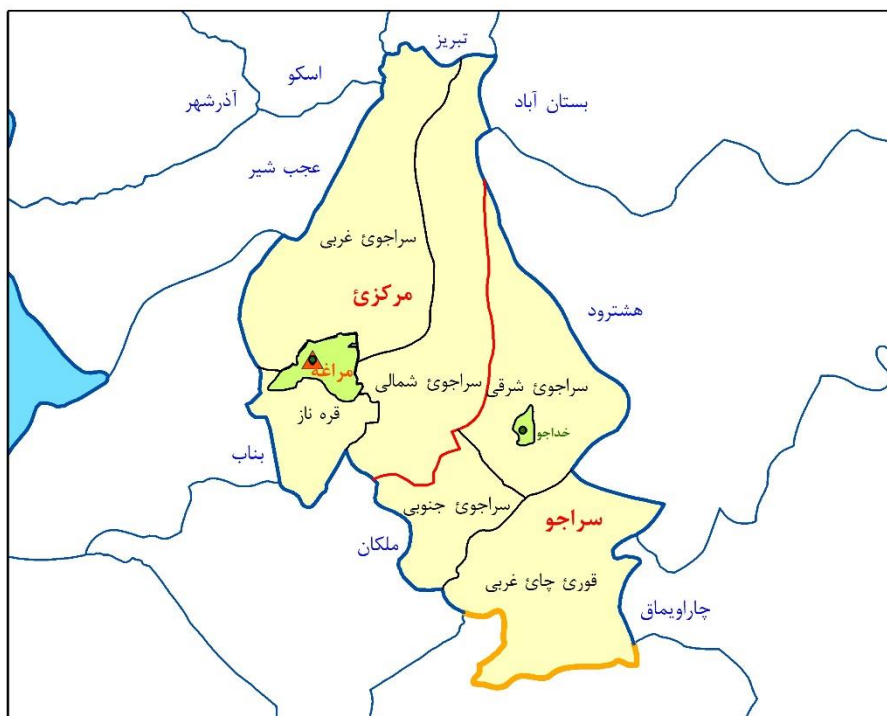 تبریز
اسکو
بستان آباد
آذرشهر
عجب شیر
سراجوئ غربی
مرکزئ
هشترود
مراغه
سراجوئ شمالی
سراجوئ شرقی
قره ناز
خداجو
بناب
سراجوئ جنوبی
سراجو
ملکان
قورئ چائ غربی
چاراویماق